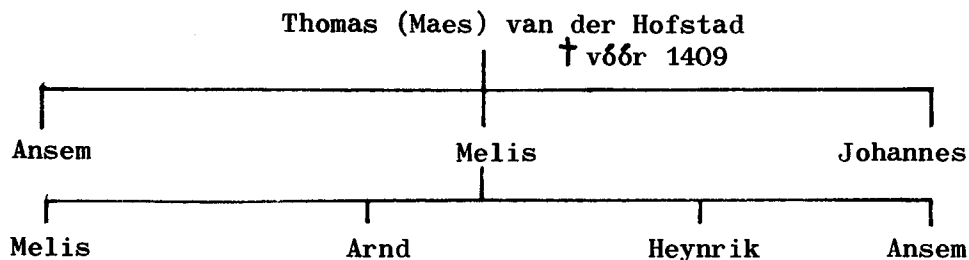 Thomas (Maes) van der Hofstad
† vóór 1409
Ansem Melis Johannes
Melis Arnd Heynrik Ansem